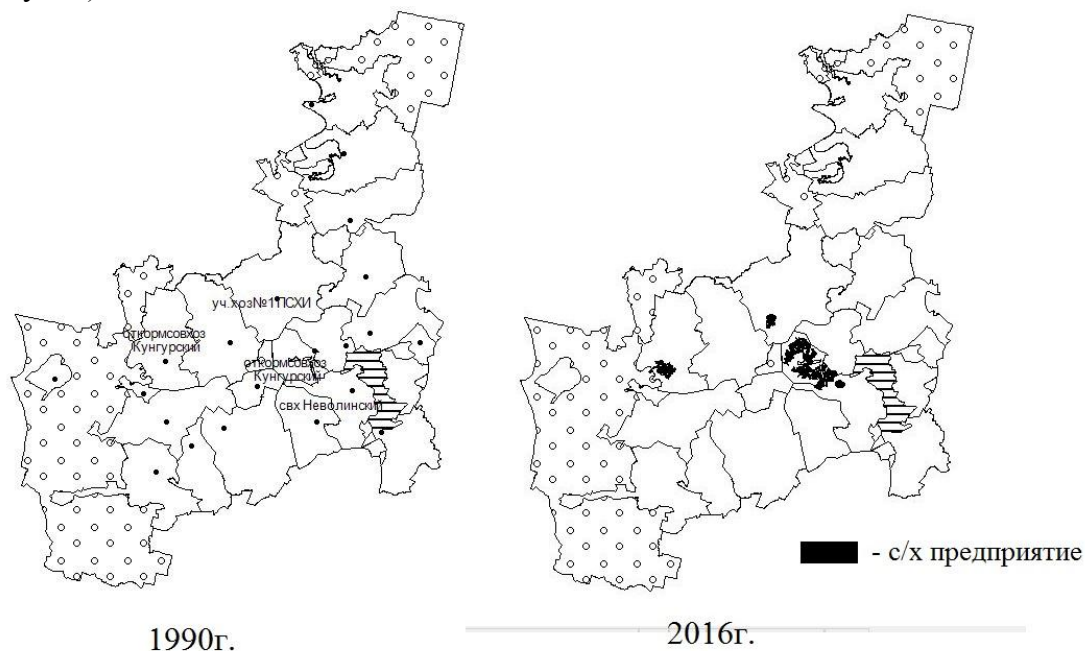 уч.хоз№1ПСХИ
откормсовхоз
Кунгурский
откормсовхоз
Кунгурский
свх Неволинский
- с/х предприятие
1990г.
2016г.